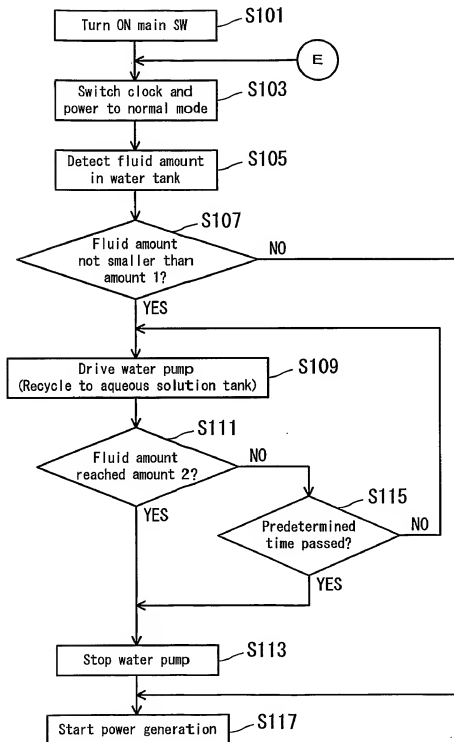 Turn ON main SW
S101
E
Switch clock and
power to normal mode
S103
Detect fluid amount
in water tank
S105
S107
Fluid amount
not smaller than
amount 1?
NO
YES
Drive water pump
(Recycle to aqueous solution tank)
S109
S111
Fluid amount
reached amount 2?
NO
YES
S115
Predetermined
time passed?
NO
YES
Stop water pump
S113
Start power generation
S117